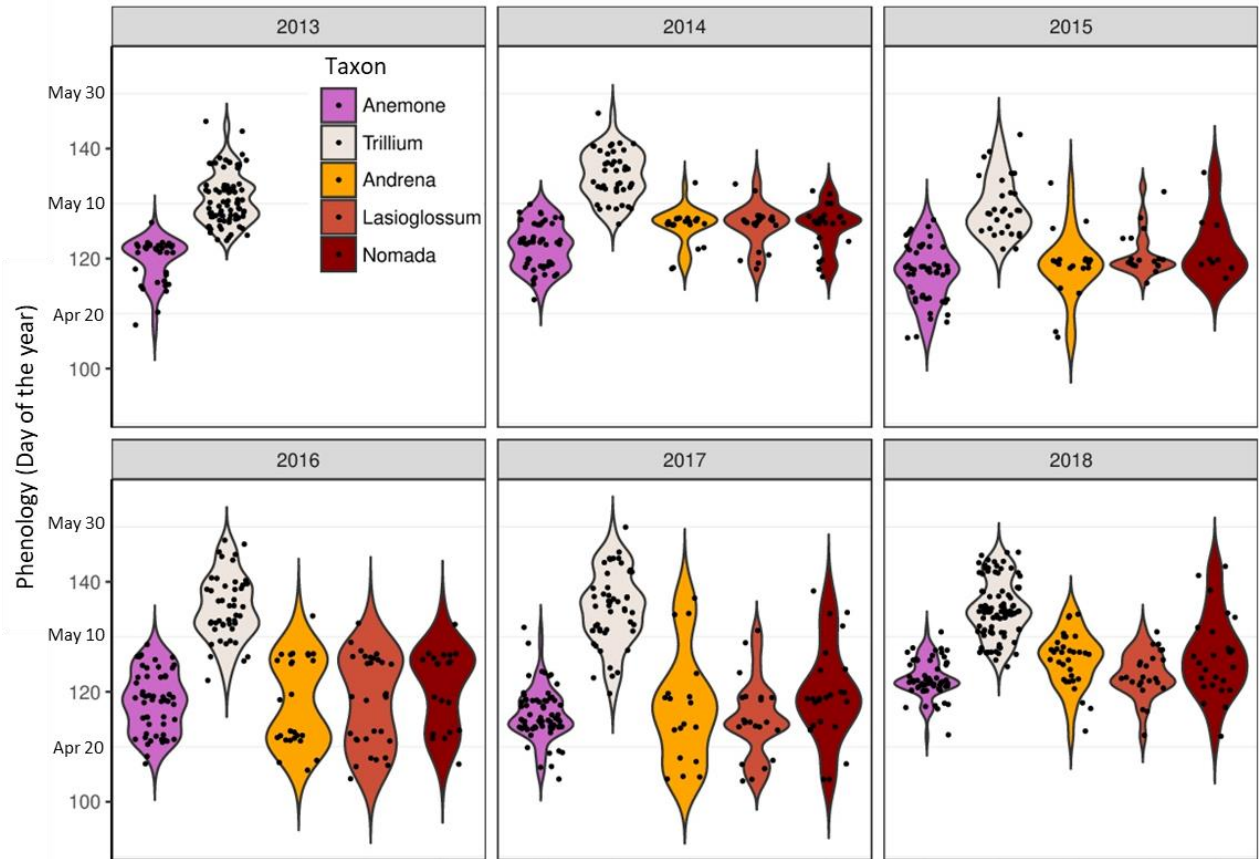 2013
2014
2015
Taxon
Anemone
Trillium
Andrena
Lasioglossum
Nomada
May 30
140
May 10
120
Apr 20
100
Phenology (Day of the year)
2016
2017
2018
May 30
140
May 10
120
Apr 20
100